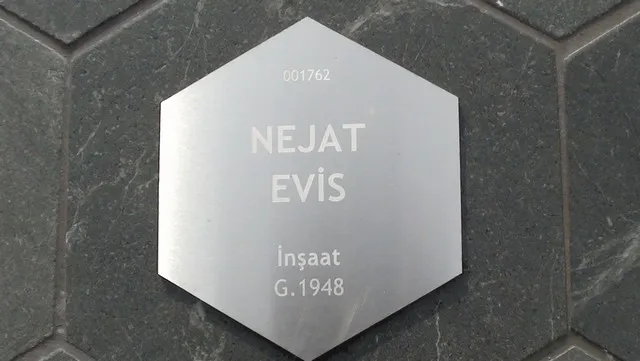 001762
NEJAT
EVİS
İnşaat
G.1948